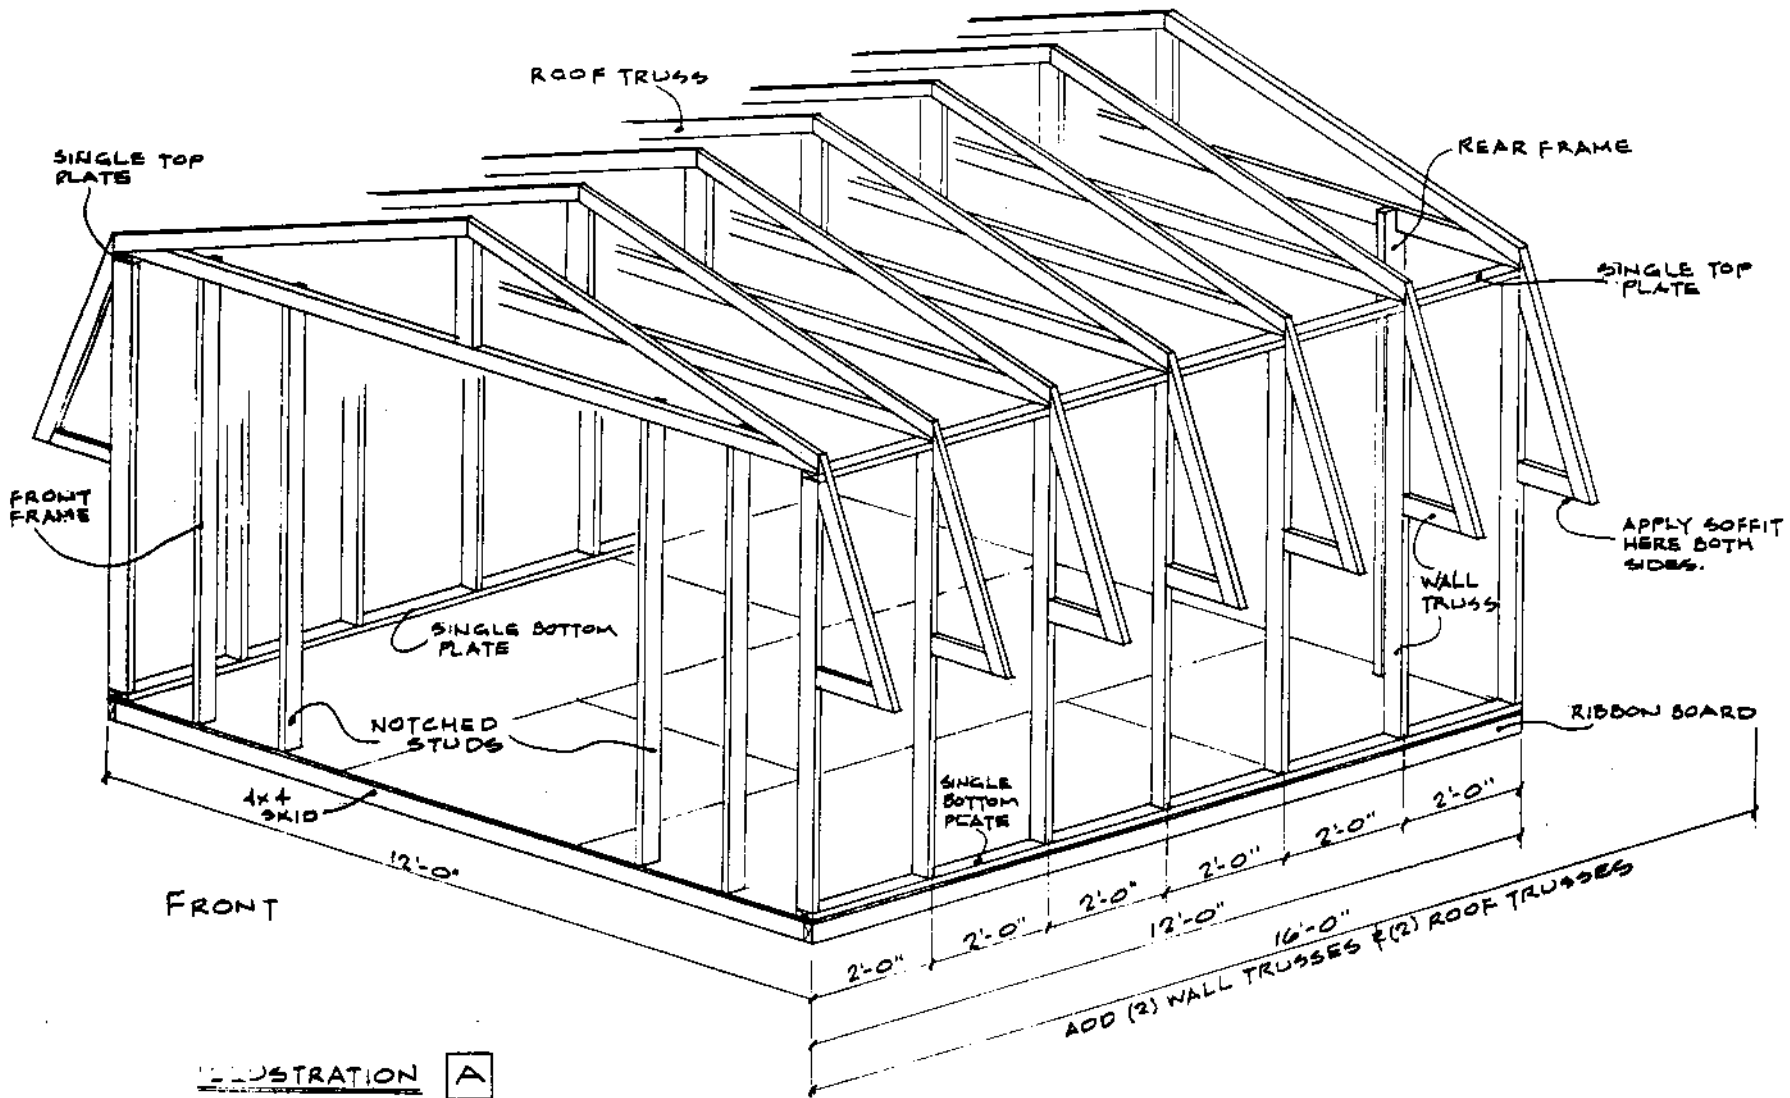 ROOF TRUSS
SINGLE TOP
PLATE
REAR FRAME
SINGLE TOP
PLATE
FRONT
FRAME
APPLY SOFFIT
HERE BOTH
SIDES.
WALL
TRUSS
SINGLE BOTTOM
PLATE
NOTCHED
STUDS
RIBBON BOARD
4x4
SKID
SINGLE
BOTTOM
PLATE
12'-0"
FRONT
2'-0"
2'-0"
2'-0"
2'-0"
2'-0"
2'-0"
12'-0"
16'-0"
ADD (2) WALL TRUSSES & (2) ROOF TRUSSES
ILLUSTRATION A